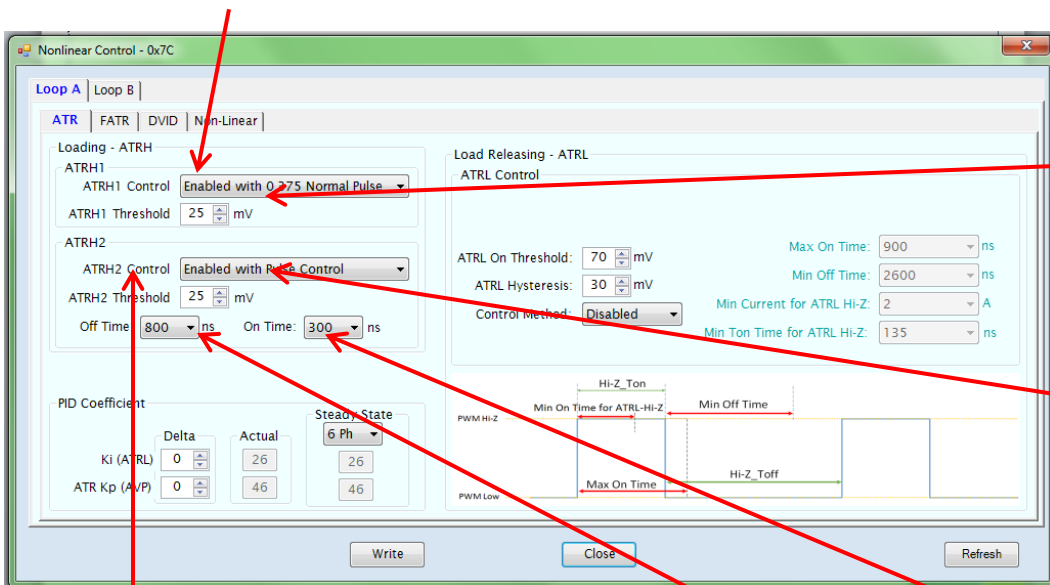 Nonlinear Control - 0x7C
x
Loop A Loop B
ATR FATR DVID Non-Linear
Loading - ATRH
ATRH1
ATRH1 Control Enabled with 0.375 Normal Pulse
ATRH1 Threshold 25 mV
ATRH2
ATRH2 Control Enabled with Pulse Control
ATRH2 Threshold 25 mV
Off Time: 800 ns On Time: 300 ns
PID Coefficient
Delta Actual Steady State
6 Ph
Ki (ATRL) 0 26 26
ATR Kp (AVP) 0 46 46
Load Releasing - ATRL
ATRL Control
ATRL On Threshold: 70 mV
ATRL Hysteresis: 30 mV
Control Method: Disabled
Max On Time: 900 ns
Min Off Time: 2600 ns
Min Current for ATRL Hi-Z: 2 A
Min Ton Time for ATRL Hi-Z: 135 ns
Hi-Z_Ton
Min On Time for ATRL-Hi-Z Min Off Time
PWM Hi-Z
Hi-Z_Toff
Max On Time
PWM Low
Write Close Refresh